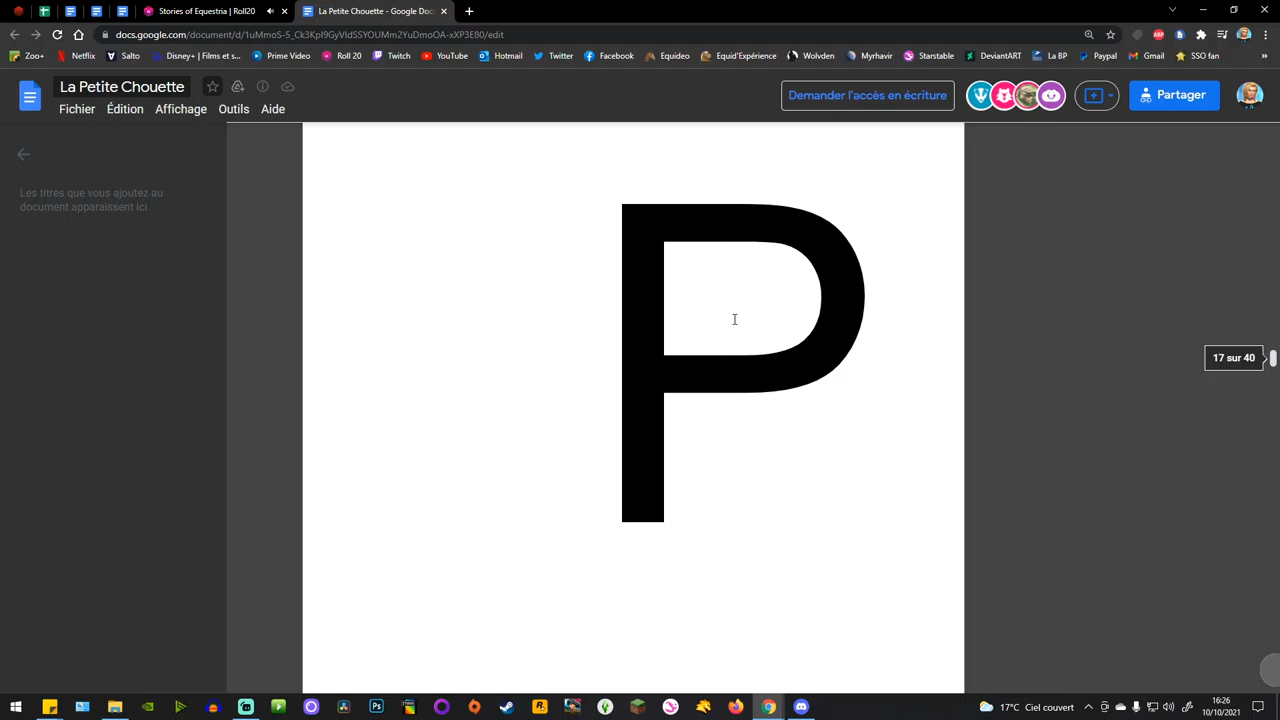 Stories of Equestria | Roll20
La Petite Chouette - Google Doc
docs.google.com/document/d/1uMmoS-5_Ck3KpI9GyVIdSSYOUMm2YuDmoOA-xXP3E80/edit
Zoo+ Netflix Salto Disney+ | Films et s... Prime Video Roll 20 Twitch YouTube Hotmail Twitter Facebook Equideo Equid'Expérience Wolvden Myrhavir Starstable DeviantART La BP Paypal Gmail SSO fan
La Petite Chouette
Fichier Édition Affichage Outils Aide
Demander l'accès en écriture
Partager
Les titres que vous ajoutez au
document apparaissent ici.
P
17 sur 40
17°C Ciel couvert
16:26
10/10/2021